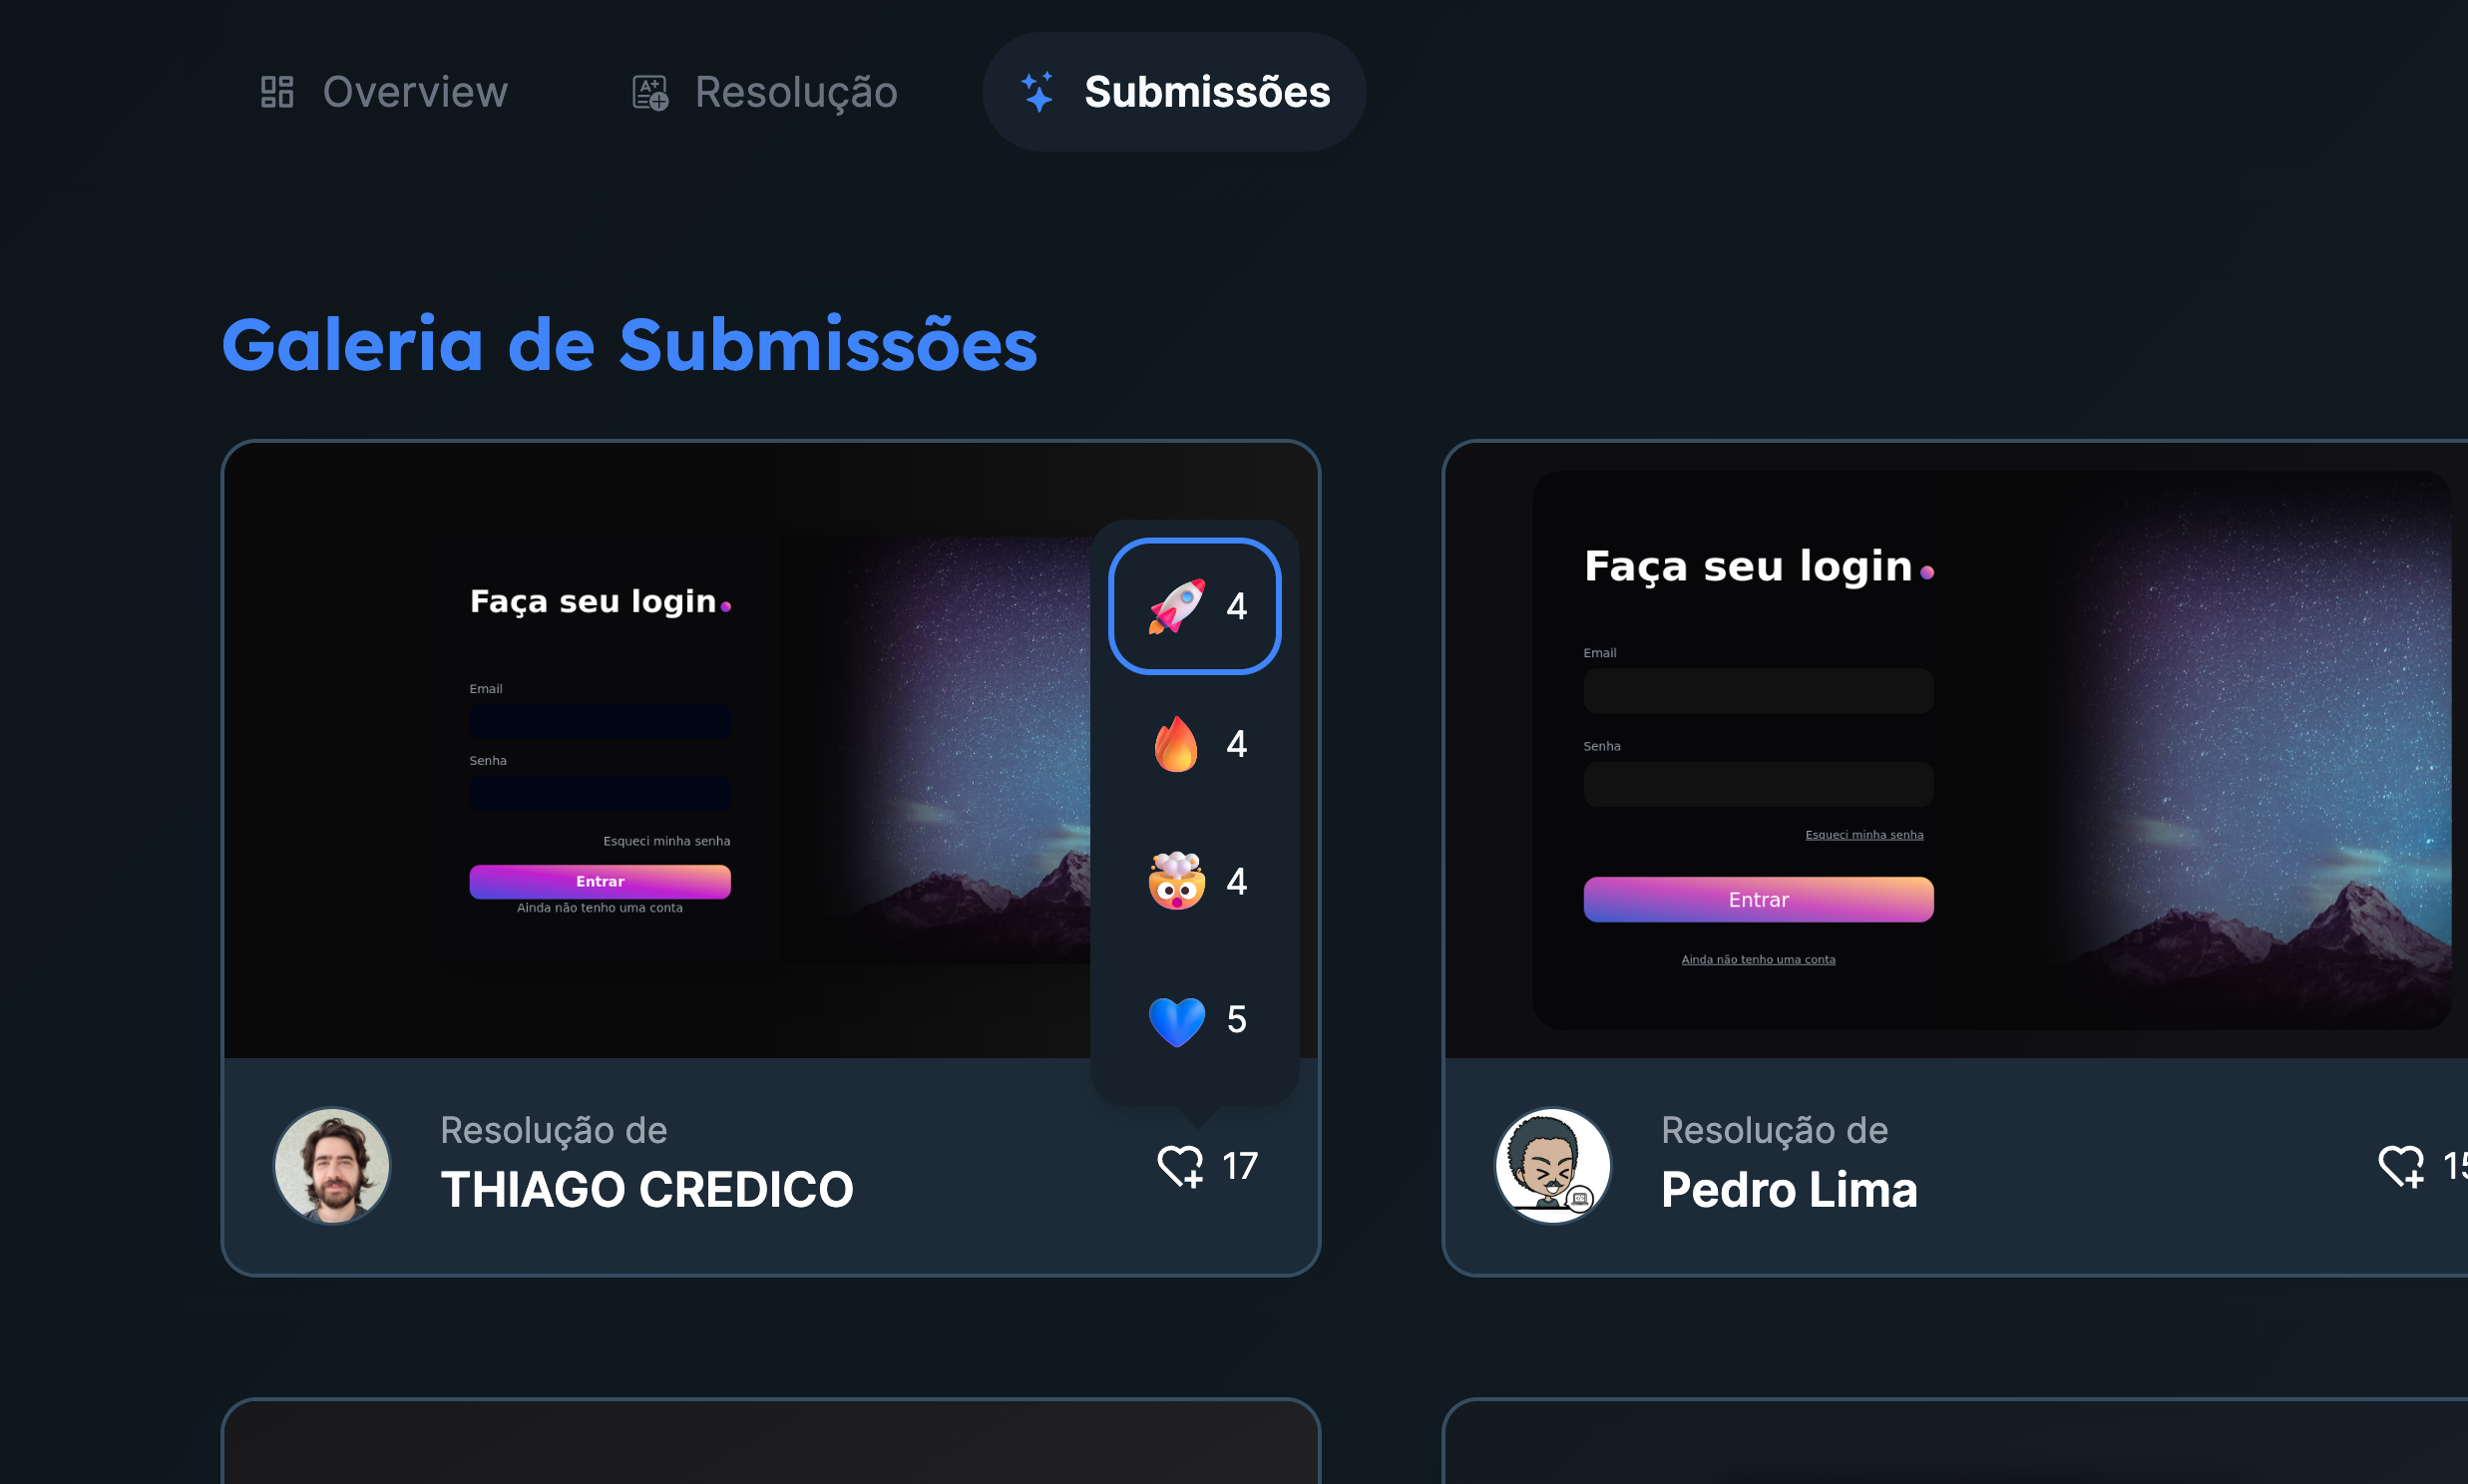 Overview
Resolução
Submissões
Galeria de Submissões
Faça seu login
Email
Senha
Esqueci minha senha
Entrar
Ainda não tenho uma conta
4
4
4
5
Resolução de
THIAGO CREDICO
17
Faça seu login
Email
Senha
Esqueci minha senha
Entrar
Ainda não tenho uma conta
Resolução de
Pedro Lima